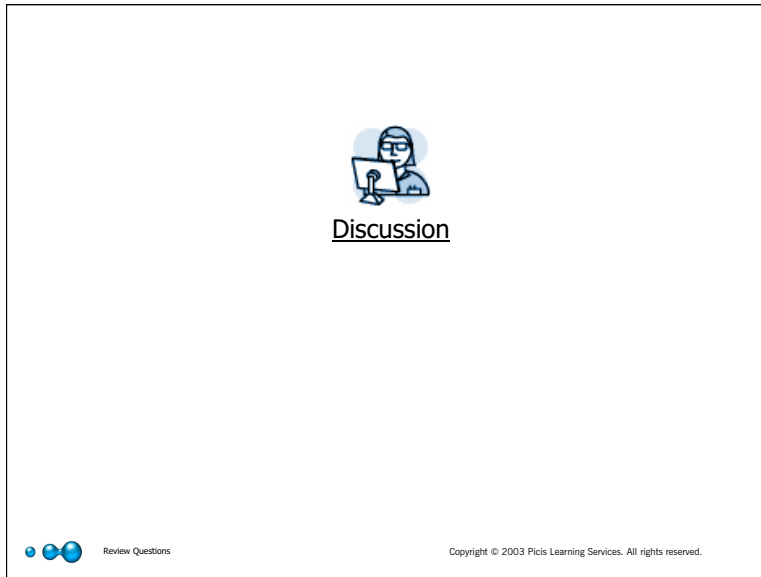 Discussion
Review Questions
Copyright © 2003 Picis Learning Services. All rights reserved.